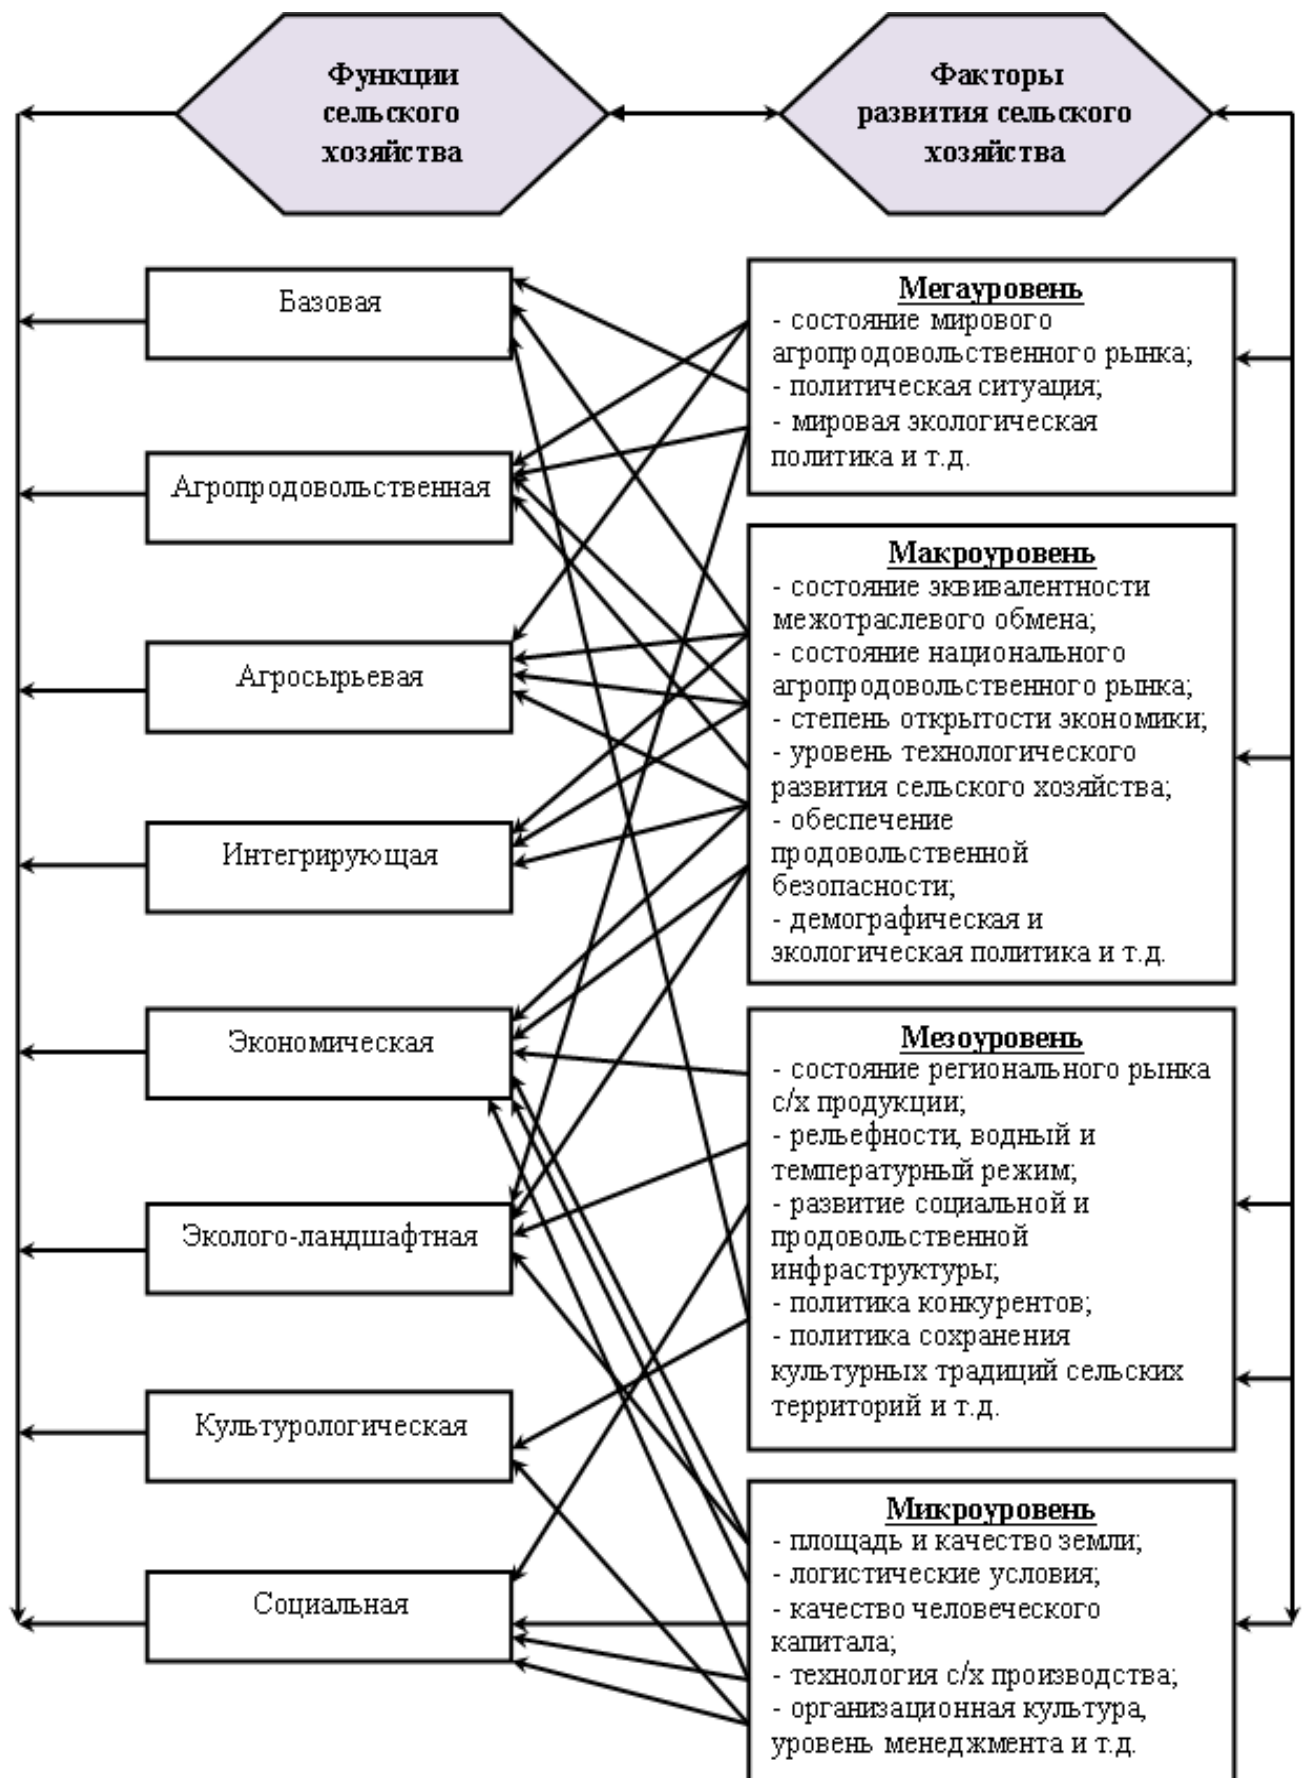 Функции
сельского
хозяйства
Факторы
развития сельского
хозяйства
Базовая
Агропродовольственная
Агросырьевая
Интегрирующая
Экономическая
Эколого-ландшафтная
Культурологическая
Социальная
Мегауровень
- состояние мирового
агропродовольственного рынка;
- политическая ситуация;
- мировая экологическая
политика и т.д.
Макроуровень
- состояние эквивалентности
межотраслевого обмена;
- состояние национального
агропродовольственного рынка;
- степень открытости экономики;
- уровень технологического
развития сельского хозяйства;
- обеспечение
продовольственной
безопасности;
- демографическая и
экологическая политика и т.д.
Мезоуровень
- состояние регионального рынка
с/х продукции;
- рельефности, водный и
температурный режим;
- развитие социальной и
продовольственной
инфраструктуры;
- политика конкурентов;
- политика сохранения
культурных традиций сельских
территорий и т.д.
Микроуровень
- площадь и качество земли;
- логистические условия;
- качество человеческого
капитала;
- технология с/х производства;
- организационная культура,
уровень менеджмента и т.д.